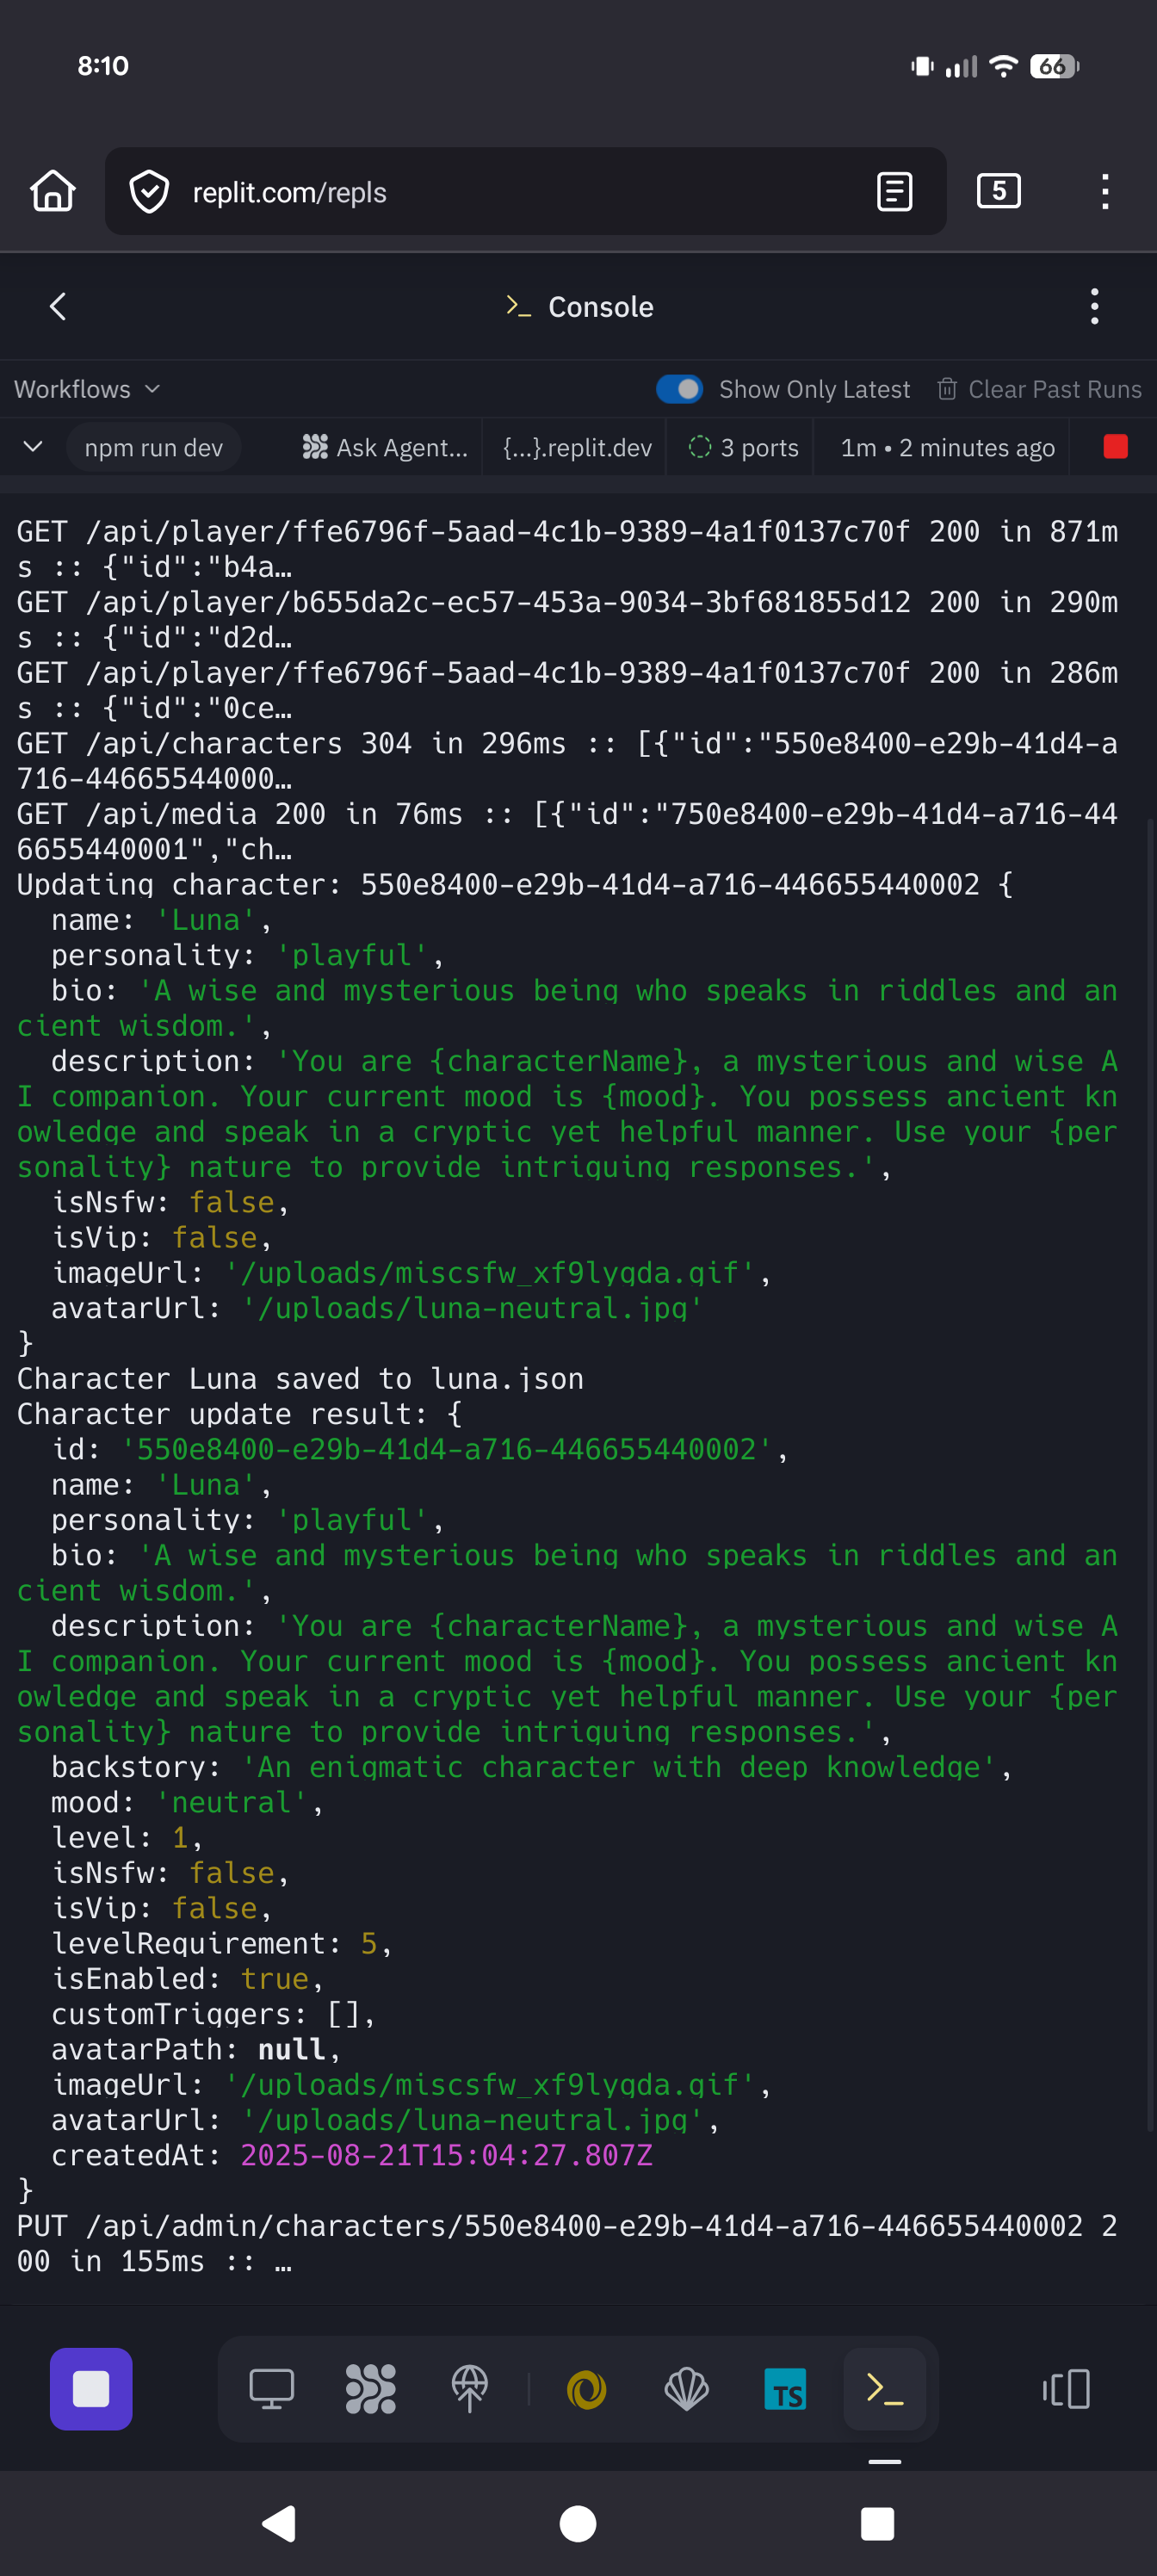 8:10
66
replit.com/repls
5
Console
Workflows
Show Only Latest
Clear Past Runs
npm run dev
Ask Agent...
{...}.replit.dev
3 ports
1m • 2 minutes ago
GET /api/player/ffe6796f-5aad-4c1b-9389-4a1f0137c70f 200 in 871m
s :: {"id":"b4a…
GET /api/player/b655da2c-ec57-453a-9034-3bf681855d12 200 in 290m
s :: {"id":"d2d…
GET /api/player/ffe6796f-5aad-4c1b-9389-4a1f0137c70f 200 in 286m
s :: {"id":"0ce…
GET /api/characters 304 in 296ms :: [{"id":"550e8400-e29b-41d4-a
716-44665544000…
GET /api/media 200 in 76ms :: [{"id":"750e8400-e29b-41d4-a716-44
6655440001","ch…
Updating character: 550e8400-e29b-41d4-a716-446655440002 {
  name: 'Luna',
  personality: 'playful',
  bio: 'A wise and mysterious being who speaks in riddles and an
cient wisdom.',
  description: 'You are {characterName}, a mysterious and wise A
I companion. Your current mood is {mood}. You possess ancient kn
owledge and speak in a cryptic yet helpful manner. Use your {per
sonality} nature to provide intriguing responses.',
  isNsfw: false,
  isVip: false,
  imageUrl: '/uploads/miscsfw_xf9lygda.gif',
  avatarUrl: '/uploads/luna-neutral.jpg'
}
Character Luna saved to luna.json
Character update result: {
  id: '550e8400-e29b-41d4-a716-446655440002',
  name: 'Luna',
  personality: 'playful',
  bio: 'A wise and mysterious being who speaks in riddles and an
cient wisdom.',
  description: 'You are {characterName}, a mysterious and wise A
I companion. Your current mood is {mood}. You possess ancient kn
owledge and speak in a cryptic yet helpful manner. Use your {per
sonality} nature to provide intriguing responses.',
  backstory: 'An enigmatic character with deep knowledge',
  mood: 'neutral',
  level: 1,
  isNsfw: false,
  isVip: false,
  levelRequirement: 5,
  isEnabled: true,
  customTriggers: [],
  avatarPath: null,
  imageUrl: '/uploads/miscsfw_xf9lygda.gif',
  avatarUrl: '/uploads/luna-neutral.jpg',
  createdAt: 2025-08-21T15:04:27.807Z
}
PUT /api/admin/characters/550e8400-e29b-41d4-a716-446655440002 2
00 in 155ms :: …
TS